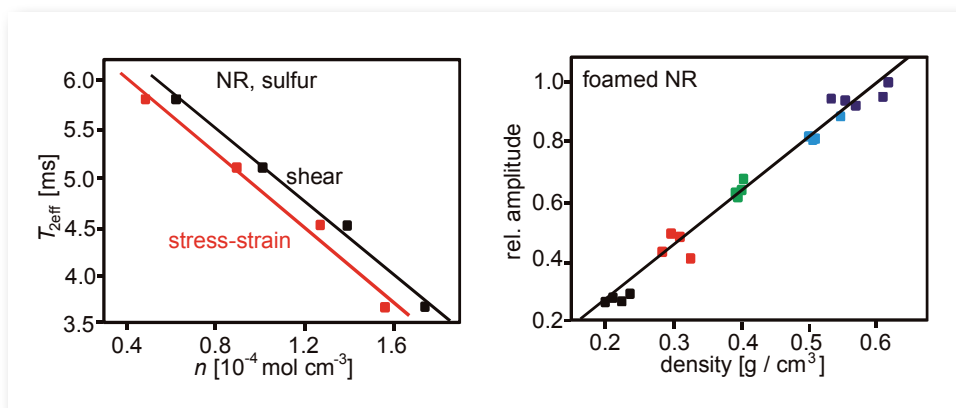 NR, sulfur
shear
stress-strain
T2eff [ms]
6.0
5.5
5.0
4.5
4.0
3.5
0.4
0.8
1.2
1.6
n [10-4 mol cm-3]
foamed NR
rel. amplitude
1.0
0.8
0.6
0.4
0.2
0.2
0.3
0.4
0.5
0.6
density [g / cm3]